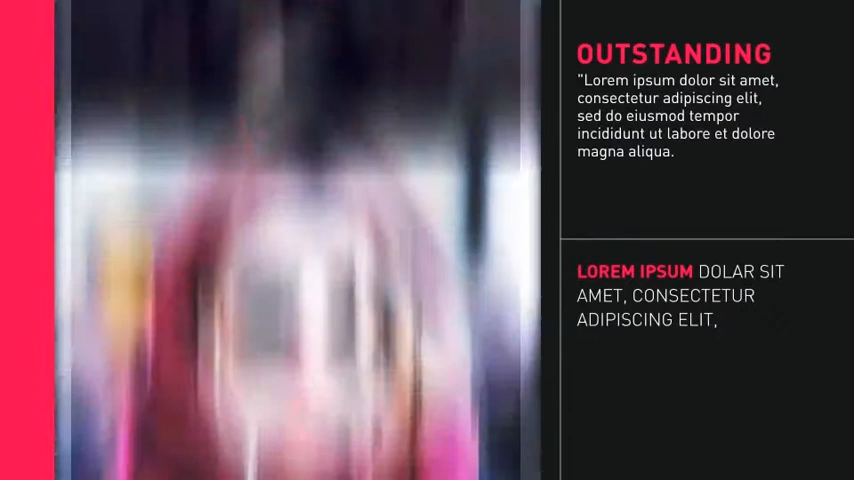 OUTSTANDING
"Lorem ipsum dolor sit amet,
consectetur adipiscing elit,
sed do eiusmod tempor
incididunt ut labore et dolore
magna aliqua.
LOREM IPSUM DOLAR SIT
AMET, CONSECTETUR
ADIPISCING ELIT,